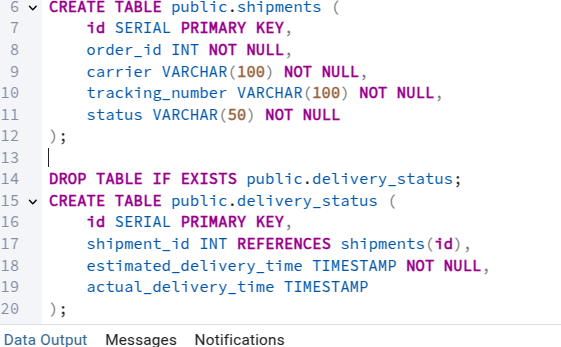 6 CREATE TABLE public.shipments (
7 id SERIAL PRIMARY KEY,
8 order_id INT NOT NULL,
9 carrier VARCHAR(100) NOT NULL,
10 tracking_number VARCHAR(100) NOT NULL,
11 status VARCHAR(50) NOT NULL
12 );
13
14 DROP TABLE IF EXISTS public.delivery_status;
15 CREATE TABLE public.delivery_status (
16 id SERIAL PRIMARY KEY,
17 shipment_id INT REFERENCES shipments(id),
18 estimated_delivery_time TIMESTAMP NOT NULL,
19 actual_delivery_time TIMESTAMP
20 );
Data Output Messages Notifications